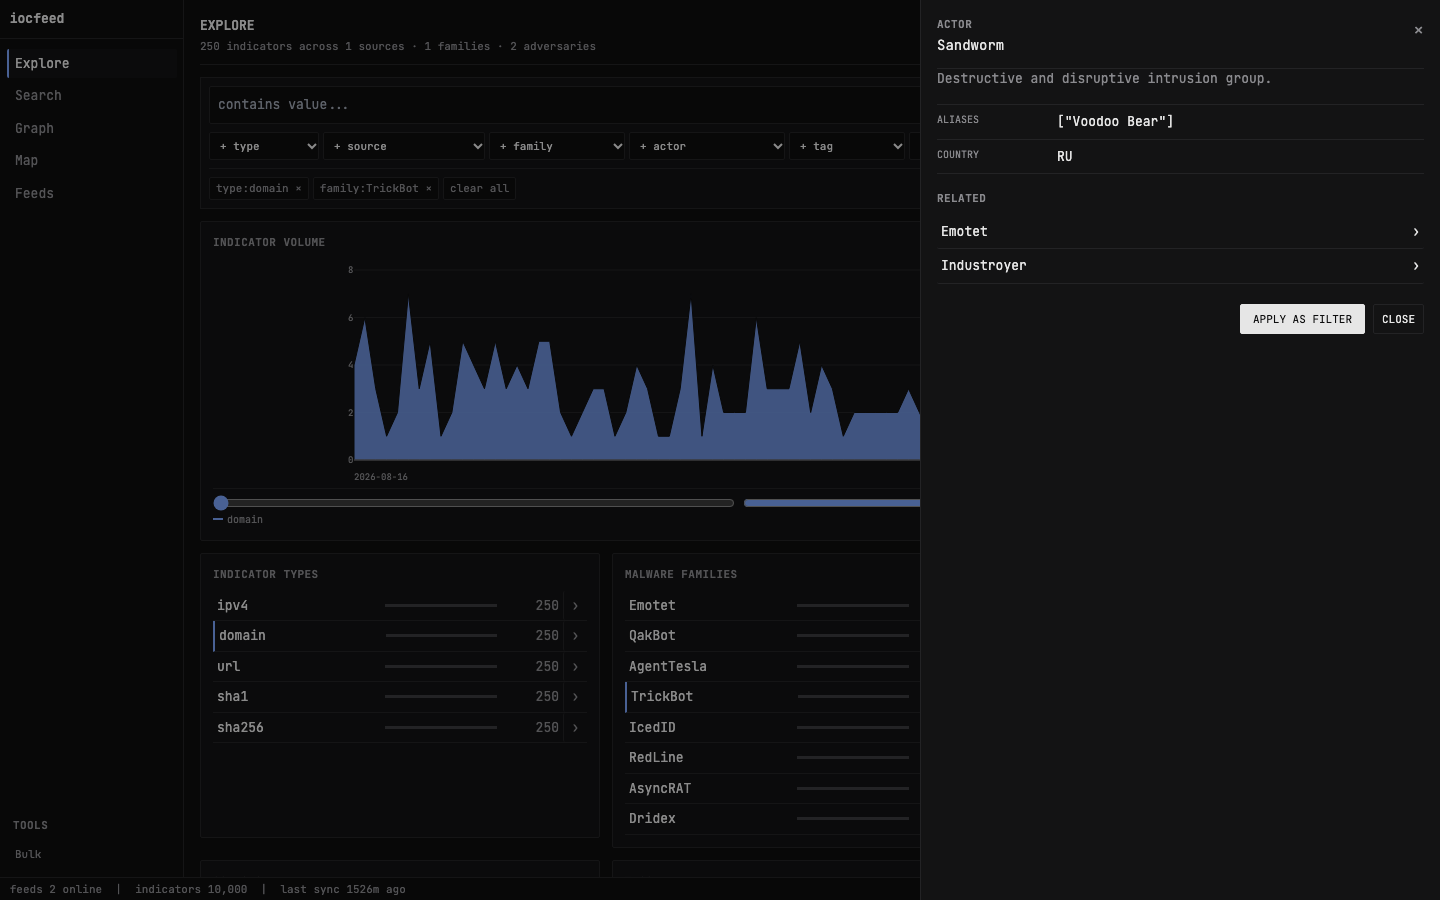 iocfeed
Explore
Search
Graph
Map
Feeds
TOOLS
Bulk
EXPLORE
250 indicators across 1 sources · 1 families · 2 adversaries
contains value...
+ type + source + family + actor + tag
type:domain × family:TrickBot × clear all
INDICATOR VOLUME
8
6
4
2
0
2026-08-16
domain
INDICATOR TYPES
ipv4 250 ›
domain 250 ›
url 250 ›
sha1 250 ›
sha256 250 ›
MALWARE FAMILIES
Emotet
QakBot
AgentTesla
TrickBot
IcedID
RedLine
AsyncRAT
Dridex
ACTOR
×
Sandworm
Destructive and disruptive intrusion group.
ALIASES ["Voodoo Bear"]
COUNTRY RU
RELATED
Emotet ›
Industroyer ›
APPLY AS FILTER CLOSE
feeds 2 online | indicators 10,000 | last sync 1526m ago